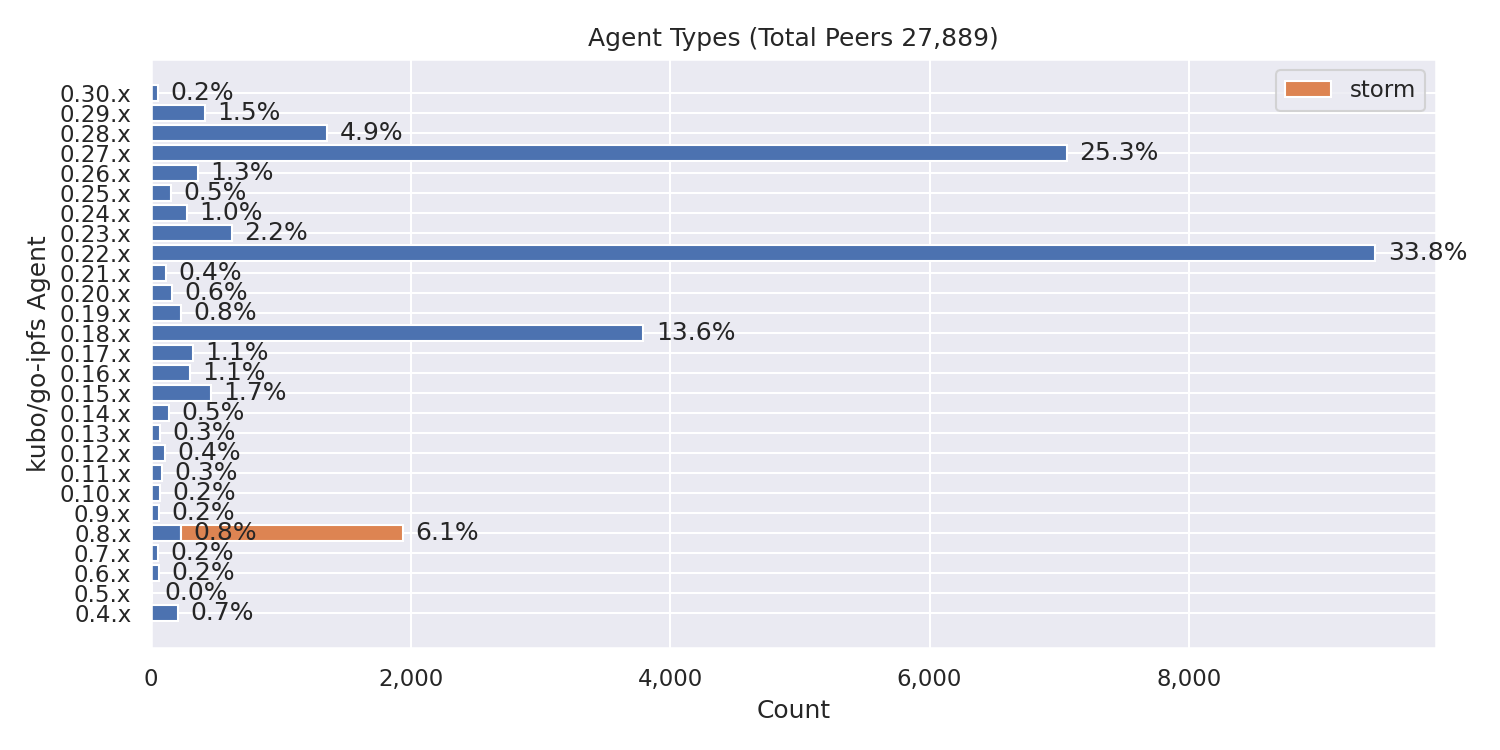 Agent Types (Total Peers 27,889)
storm
kubo/go-ipfs Agent
0.30.x 0.2%
0.29.x 1.5%
0.28.x 4.9%
0.27.x 25.3%
0.26.x 1.3%
0.25.x 0.5%
0.24.x 1.0%
0.23.x 2.2%
0.22.x 33.8%
0.21.x 0.4%
0.20.x 0.6%
0.19.x 0.8%
0.18.x 13.6%
0.17.x 1.1%
0.16.x 1.1%
0.15.x 1.7%
0.14.x 0.5%
0.13.x 0.3%
0.12.x 0.4%
0.11.x 0.3%
0.10.x 0.2%
0.9.x 0.2%
0.8.x 0.8% 6.1%
0.7.x 0.2%
0.6.x 0.2%
0.5.x 0.0%
0.4.x 0.7%
0 2,000 4,000 6,000 8,000
Count